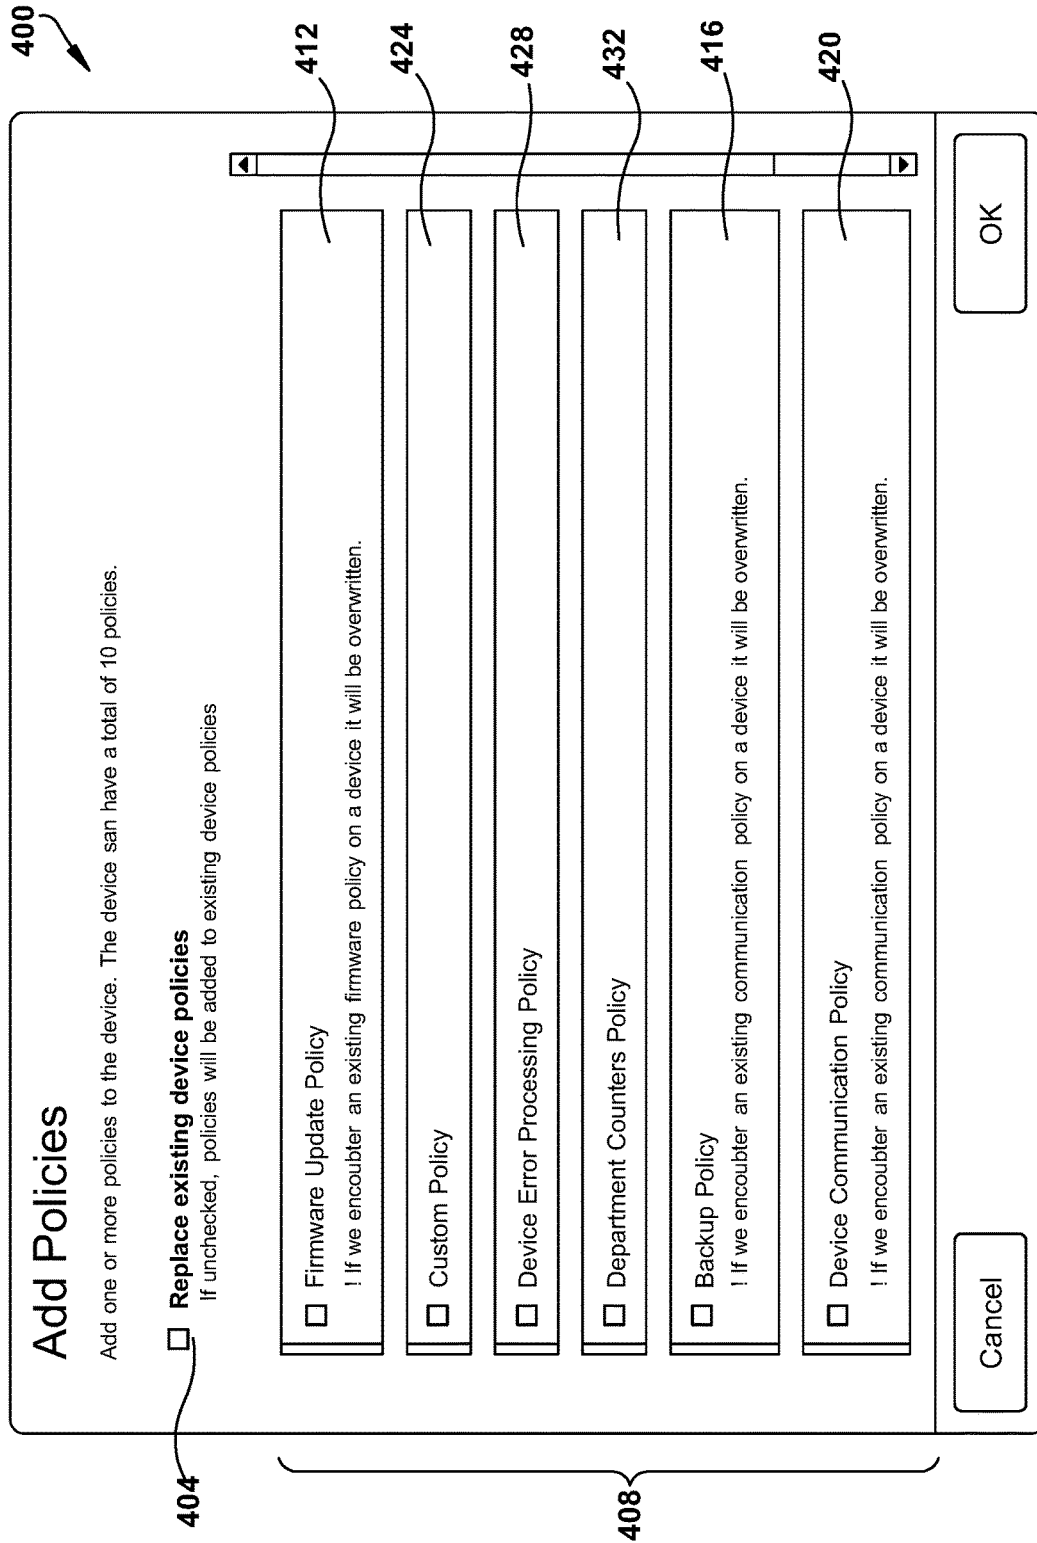 400
Add Policies
Add one or more policies to the device. The device san have a total of 10 policies.
404
Replace existing device policies
If unchecked, policies will be added to existing device policies
408
Firmware Update Policy
! If we encoubter an existing firmware policy on a device it will be overwritten.
412
Custom Policy
424
Device Error Processing Policy
428
Department Counters Policy
432
Backup Policy
! If we encoubter an existing communication policy on a device it will be overwritten.
416
Device Communication Policy
! If we encoubter an existing communication policy on a device it will be overwritten.
420
Cancel
OK